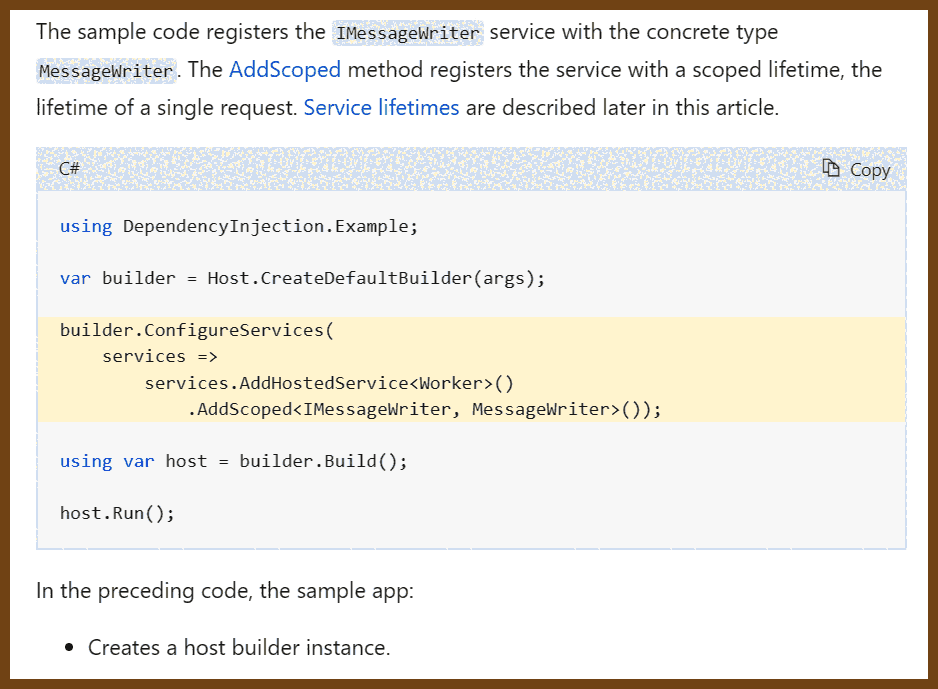 The sample code registers the IMessageWriter service with the concrete type
MessageWriter. The AddScoped method registers the service with a scoped lifetime, the
lifetime of a single request. Service lifetimes are described later in this article.
C# Copy
using DependencyInjection.Example;
var builder = Host.CreateDefaultBuilder(args);
builder.ConfigureServices(
    services =>
        services.AddHostedService<Worker>()
            .AddScoped<IMessageWriter, MessageWriter>());
using var host = builder.Build();
host.Run();
In the preceding code, the sample app:
• Creates a host builder instance.